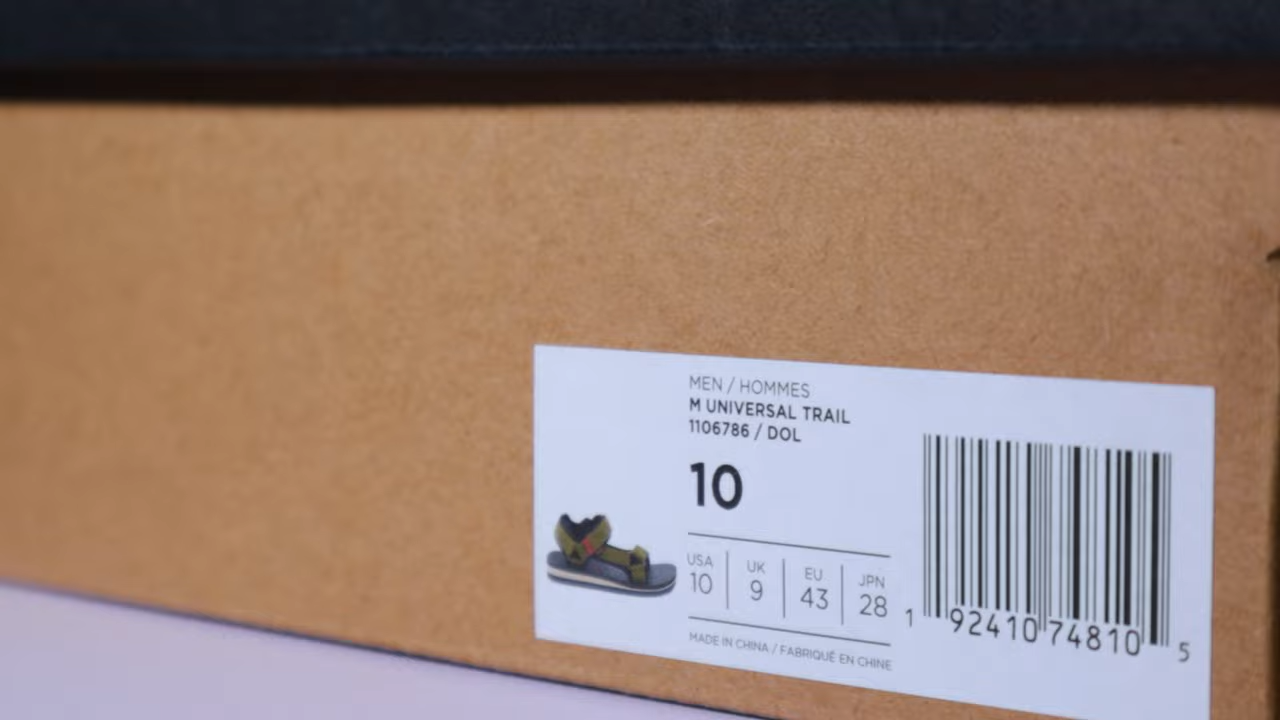 MEN / HOMMES
M UNIVERSAL TRAIL
1106786 / DOL
10
USA UK EU JPN
10 9 43 28
MADE IN CHINA / FABRIQUÉ EN CHINE
1 92410 74810 5